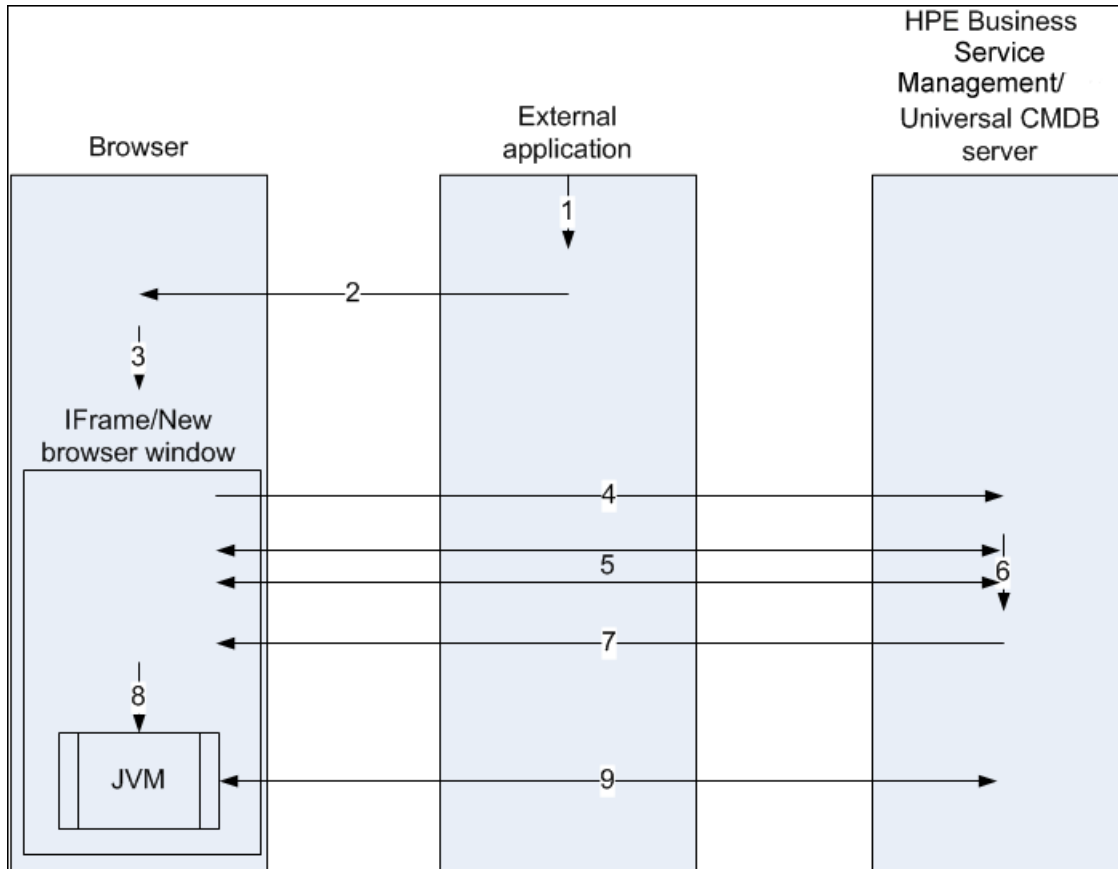 HPE Business
Service
Management/
Universal CMDB
server
External
application
Browser
1
2
3
IFrame/New
browser window
4
5
6
7
8
JVM
9